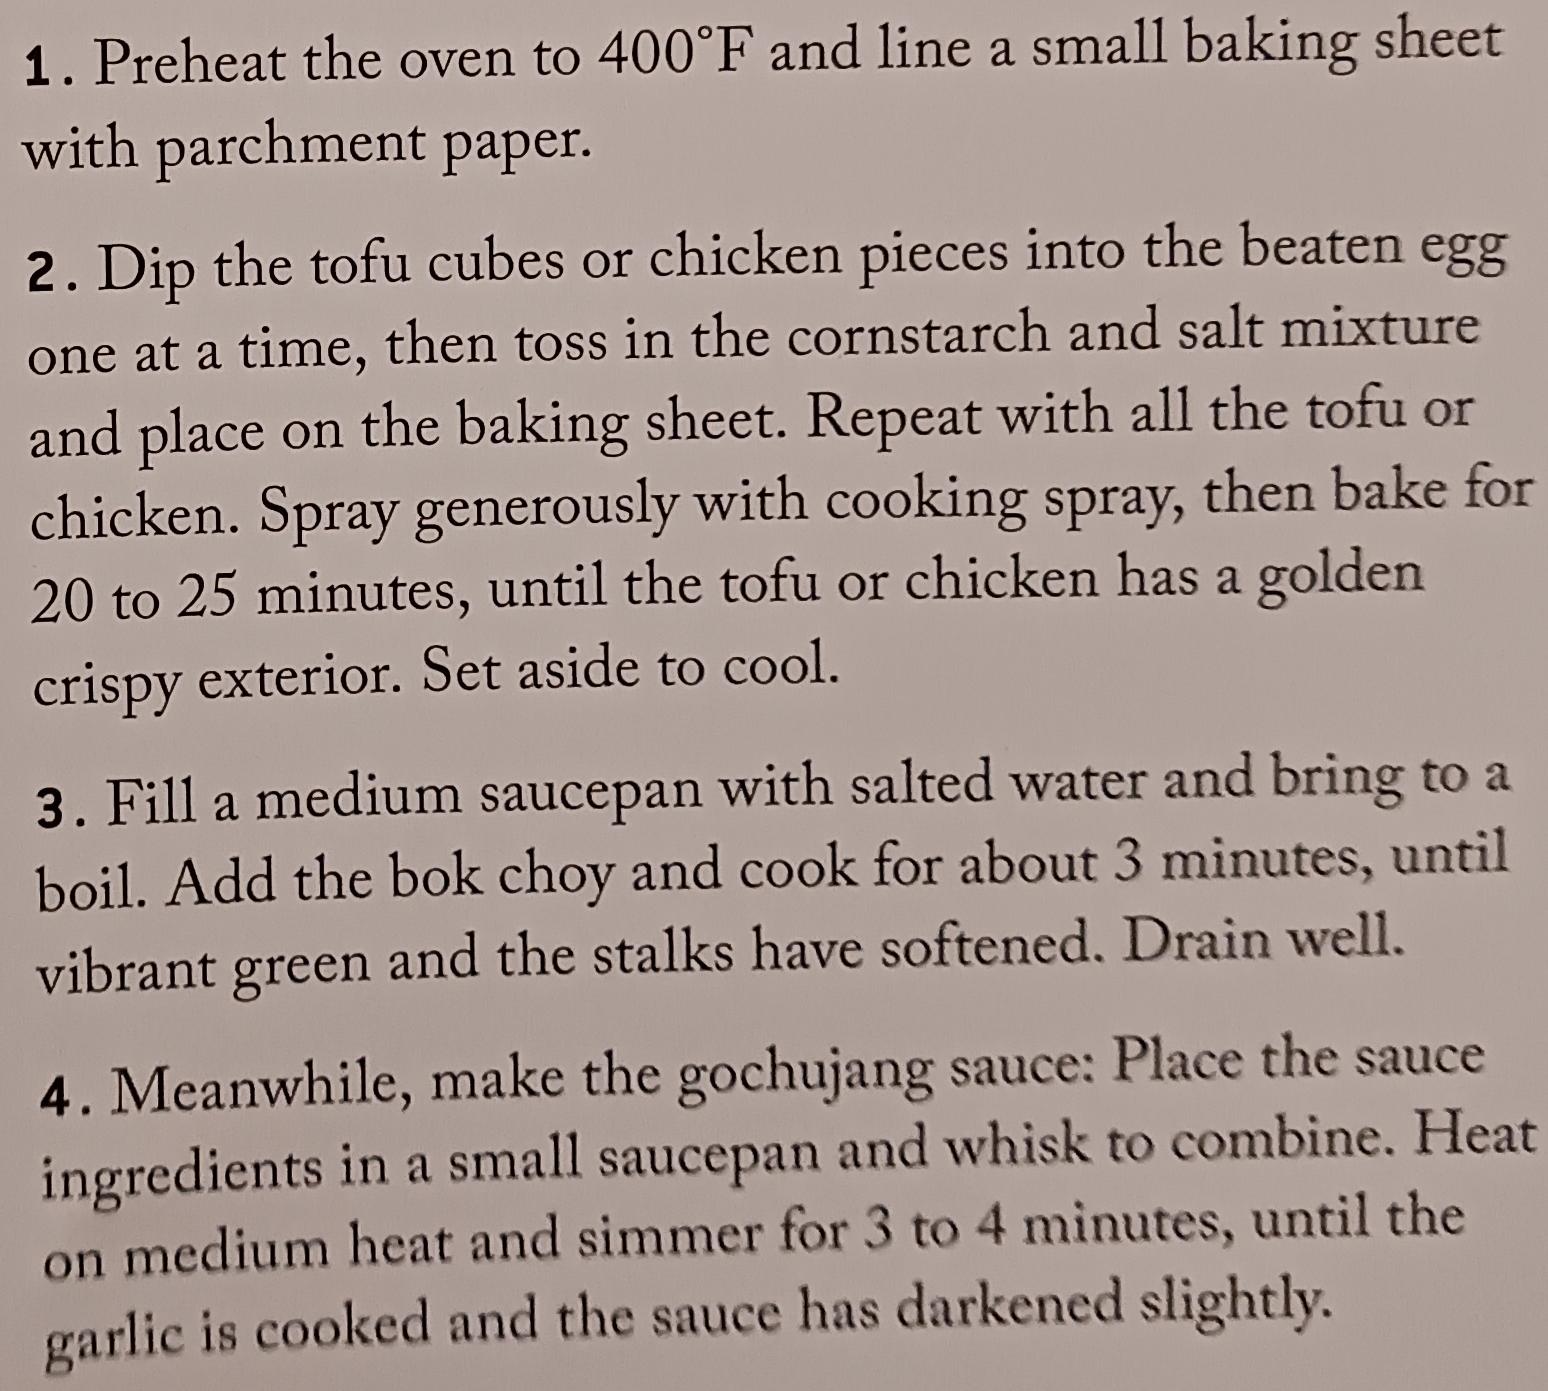 1. Preheat the oven to 400°F and line a small baking sheet
with parchment paper.
2. Dip the tofu cubes or chicken pieces into the beaten egg
one at a time, then toss in the cornstarch and salt mixture
and place on the baking sheet. Repeat with all the tofu or
chicken. Spray generously with cooking spray, then bake for
20 to 25 minutes, until the tofu or chicken has a golden
crispy exterior. Set aside to cool.
3. Fill a medium saucepan with salted water and bring to a
boil. Add the bok choy and cook for about 3 minutes, until
vibrant green and the stalks have softened. Drain well.
4. Meanwhile, make the gochujang sauce: Place the sauce
ingredients in a small saucepan and whisk to combine. Heat
on medium heat and simmer for 3 to 4 minutes, until the
garlic is cooked and the sauce has darkened slightly.